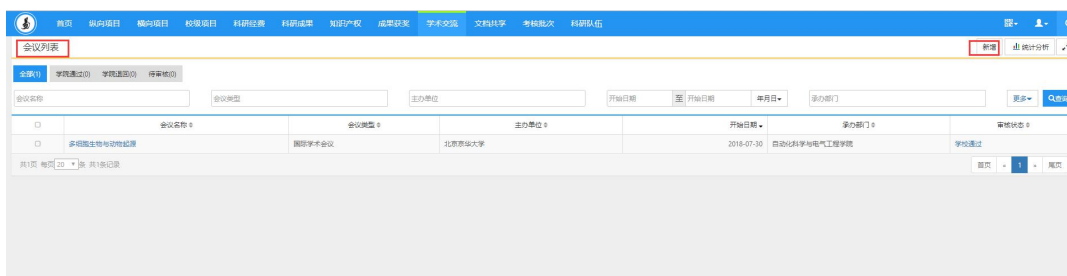 首页 纵向项目 横向项目 校级项目 科研经费 科研成果 知识产权 成果获奖 学术交流 文档共享 考核批次 科研队伍
会议列表 新增 统计分析
全部(1) 学院通过(0) 学院退回(0) 待审核(0)
会议名称 会议类型 主办单位 开始日期 至 开始日期 年月日 承办部门 更多 Q查询
会议名称 会议类型 主办单位 开始日期 承办部门 审核状态
多细胞生物与动物起源 国际学术会议 北京京华大学 2018-07-30 自动化科学与电气工程学院 学校通过
共1页 每页 20 条 共1条记录 首页 1 尾页